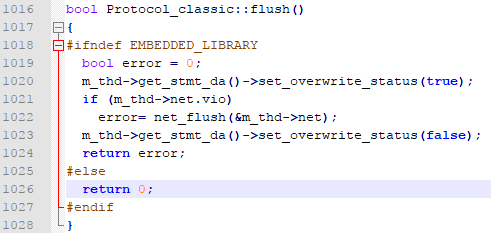 1016 bool Protocol_classic::flush()
1017 {
1018 #ifndef EMBEDDED_LIBRARY
1019   bool error = 0;
1020   m_thd->get_stmt_da()->set_overwrite_status(true);
1021   if (m_thd->net.vio)
1022     error= net_flush(&m_thd->net);
1023   m_thd->get_stmt_da()->set_overwrite_status(false);
1024   return error;
1025 #else
1026   return 0;
1027 #endif
1028 }